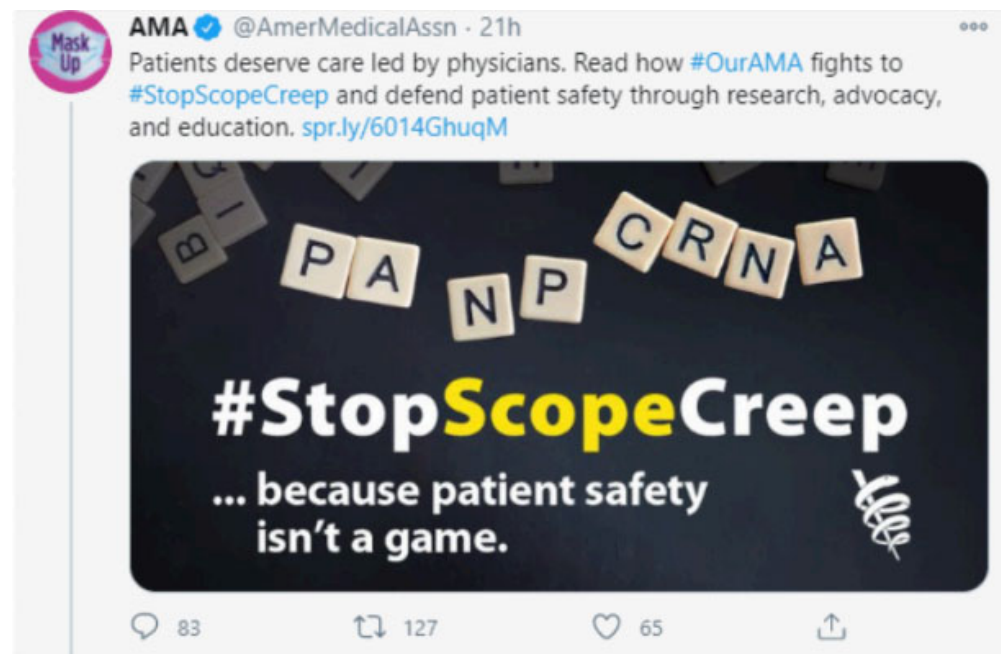 Mask
Up
AMA @AmerMedicalAssn · 21h
Patients deserve care led by physicians. Read how #OurAMA fights to
#StopScopeCreep and defend patient safety through research, advocacy,
and education. spr.ly/6014GhuqM
B I Q
PA NP CRNA
#StopScopeCreep
... because patient safety
isn't a game.
83 127 65